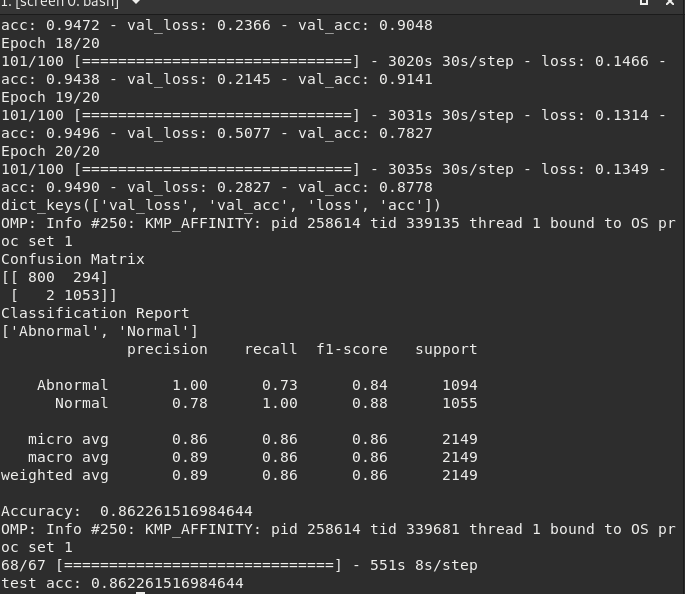 1. [screen 0: bash]
acc: 0.9472 - val_loss: 0.2366 - val_acc: 0.9048
Epoch 18/20
101/100 [==============================] - 3020s 30s/step - loss: 0.1466 -
acc: 0.9438 - val_loss: 0.2145 - val_acc: 0.9141
Epoch 19/20
101/100 [==============================] - 3031s 30s/step - loss: 0.1314 -
acc: 0.9496 - val_loss: 0.5077 - val_acc: 0.7827
Epoch 20/20
101/100 [==============================] - 3035s 30s/step - loss: 0.1349 -
acc: 0.9490 - val_loss: 0.2827 - val_acc: 0.8778
dict_keys(['val_loss', 'val_acc', 'loss', 'acc'])
OMP: Info #250: KMP_AFFINITY: pid 258614 tid 339135 thread 1 bound to OS pr
oc set 1
Confusion Matrix
[[ 800  294]
 [   2 1053]]
Classification Report
['Abnormal', 'Normal']
              precision    recall  f1-score   support

    Abnormal       1.00      0.73      0.84      1094
      Normal       0.78      1.00      0.88      1055

   micro avg       0.86      0.86      0.86      2149
   macro avg       0.89      0.86      0.86      2149
weighted avg       0.89      0.86      0.86      2149

Accuracy:  0.862261516984644
OMP: Info #250: KMP_AFFINITY: pid 258614 tid 339681 thread 1 bound to OS pr
oc set 1
68/67 [==============================] - 551s 8s/step
test acc: 0.862261516984644